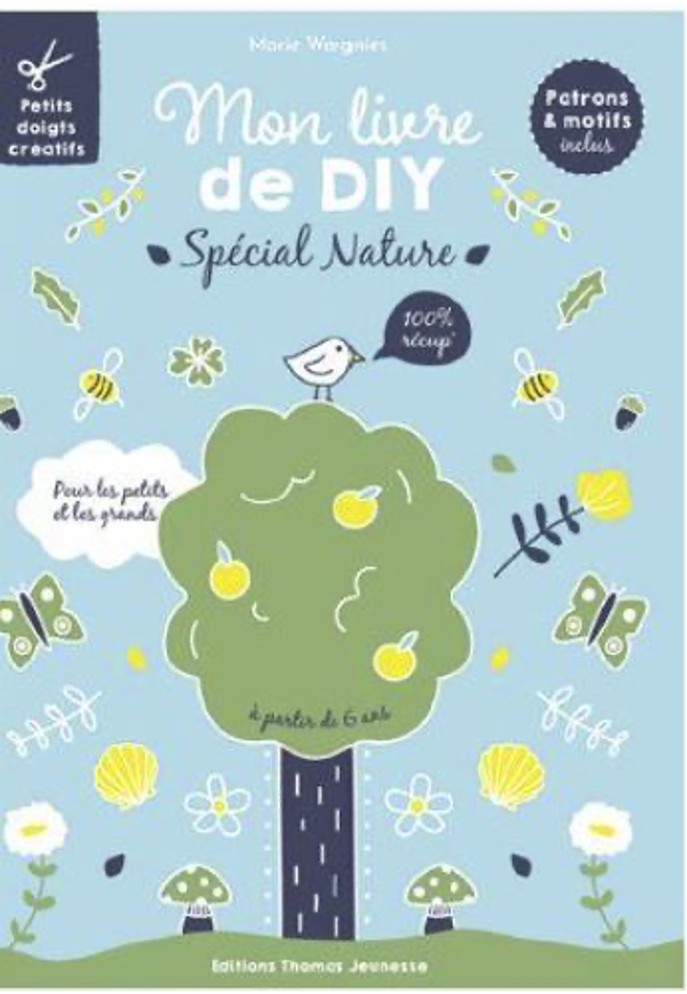 Marie Wargnies
Petits
doigts
creatifs
Mon livre
de DIY
Spécial Nature
Patrons
& motifs
inclus
100%
récup'
Pour les petits
et les grands
à partir de 6 ans
Editions Thomas Jeunesse